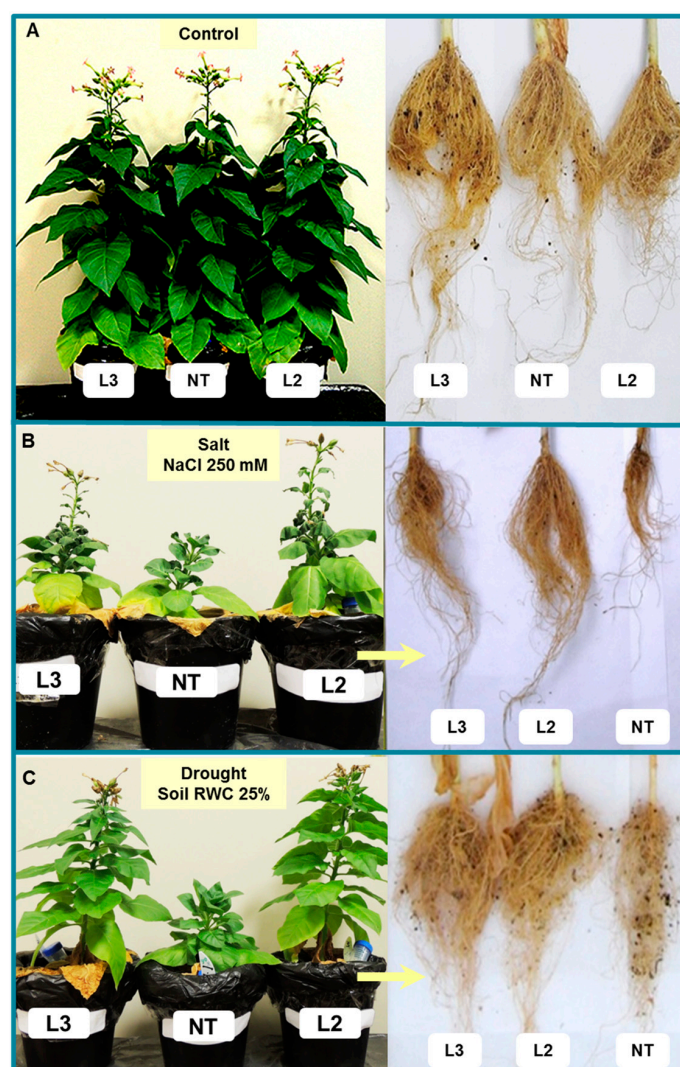 A
Control
L3
NT
L2
L3
NT
L2
B
Salt
NaCl 250 mM
L3
NT
L2
L3
L2
NT
C
Drought
Soil RWC 25%
L3
NT
L2
L3
L2
NT